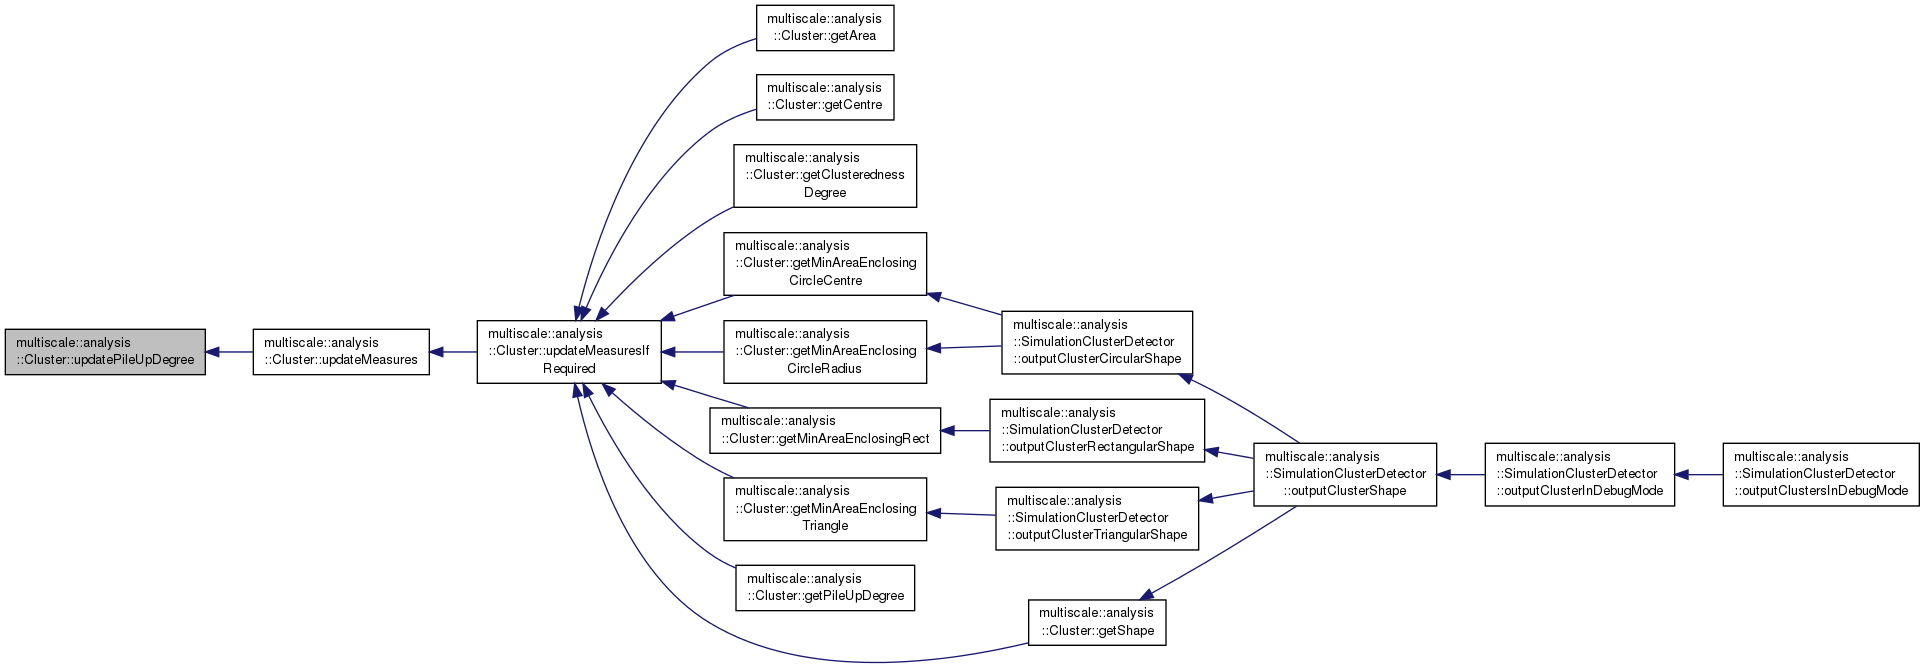 multiscale::analysis
::Cluster::updatePileUpDegree
multiscale::analysis
::Cluster::updateMeasures
multiscale::analysis
::Cluster::updateMeasuresIf
Required
multiscale::analysis
::Cluster::getArea
multiscale::analysis
::Cluster::getCentre
multiscale::analysis
::Cluster::getClusteredness
Degree
multiscale::analysis
::Cluster::getMinAreaEnclosing
CircleCentre
multiscale::analysis
::Cluster::getMinAreaEnclosing
CircleRadius
multiscale::analysis
::Cluster::getMinAreaEnclosingRect
multiscale::analysis
::Cluster::getMinAreaEnclosing
Triangle
multiscale::analysis
::Cluster::getPileUpDegree
multiscale::analysis
::SimulationClusterDetector
::outputClusterCircularShape
multiscale::analysis
::SimulationClusterDetector
::outputClusterRectangularShape
multiscale::analysis
::SimulationClusterDetector
::outputClusterTriangularShape
multiscale::analysis
::Cluster::getShape
multiscale::analysis
::SimulationClusterDetector
::outputClusterShape
multiscale::analysis
::SimulationClusterDetector
::outputClusterInDebugMode
multiscale::analysis
::SimulationClusterDetector
::outputClustersInDebugMode